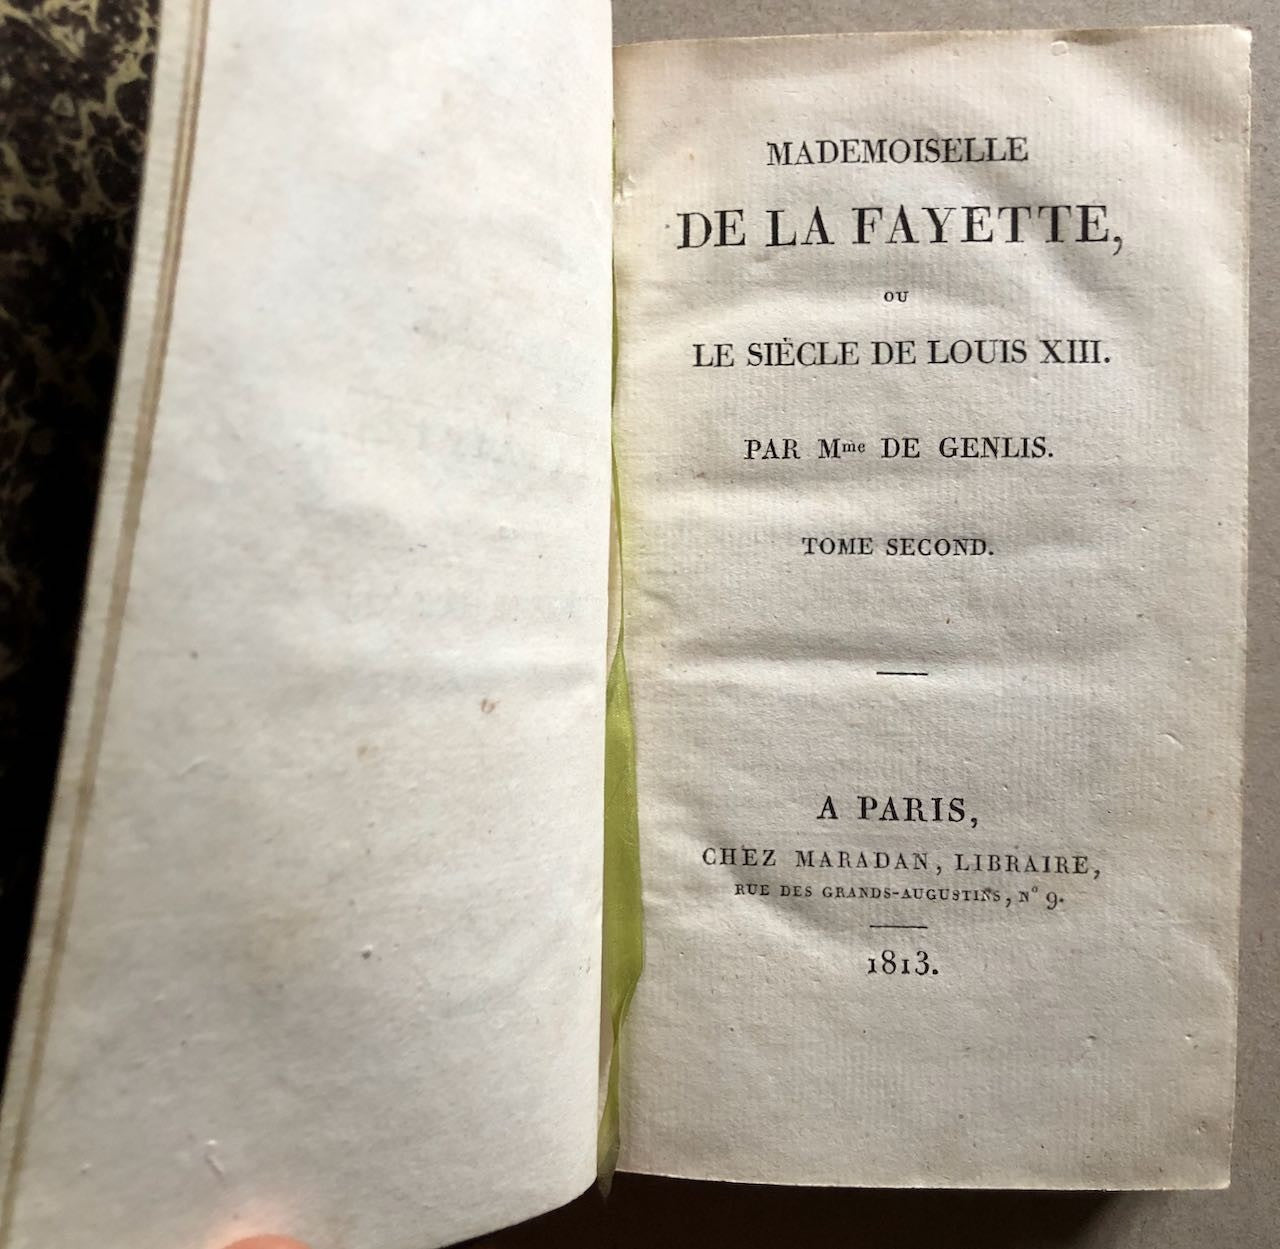 MADEMOISELLE
DE LA FAYETTE,
OU
LE SIÈCLE DE LOUIS XIII.
PAR Mme DE GENLIS.
TOME SECOND.
A PARIS,
CHEZ MARADAN, LIBRAIRE,
RUE DES GRANDS-AUGUSTINS, N° 9.
1813.